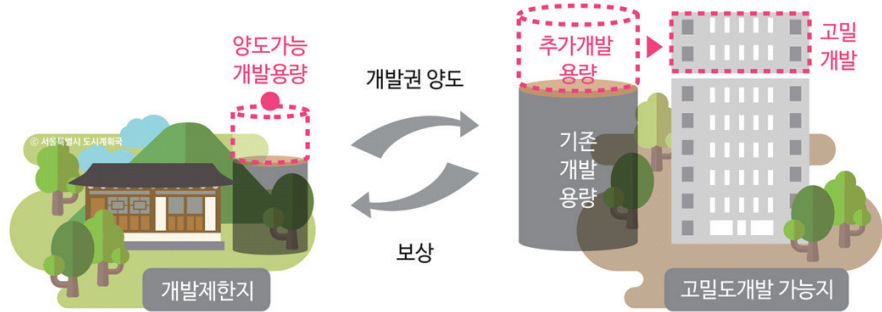 양도가능
개발용량
개발권 양도
추가개발
용량
고밀
개발
© 서울특별시 도시계획국
기존
개발
용량
보상
개발제한지
고밀도개발 가능지